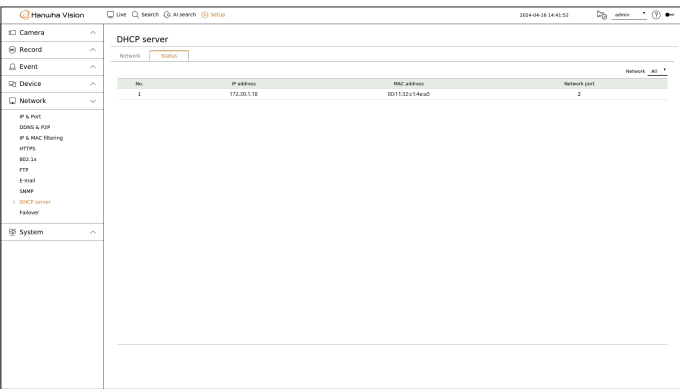 Hanwha Vision
Live Search AI search Setup
2024-04-16 14:41:52
admin
?
Camera
Record
Event
Device
Network
IP & Port
DDNS & P2P
IP & MAC filtering
HTTPS
802.1x
FTP
E-mail
SNMP
DHCP server
Failover
System
DHCP server
Network Status
Network All
No. IP address MAC address Network port
1 172.30.1.18 00:11:32:c1:4e:a5 2